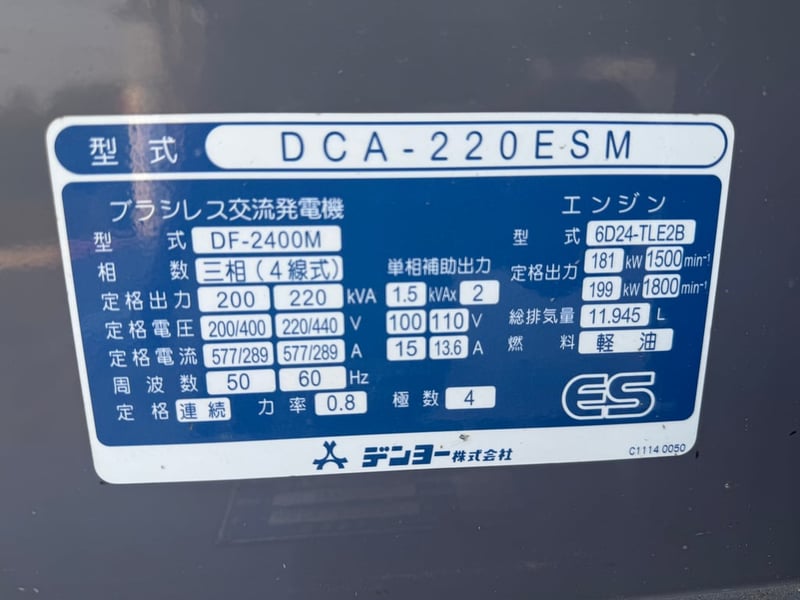 型式 DCA-220ESM
ブラシレス交流発電機
型式 DF-2400M
相数 三相(4線式)
定格出力 200 220 kVA
定格電圧 200/400 220/440 V
定格電流 577/289 577/289 A
周波数 50 60 Hz
定格 連続 力率 0.8 極数 4
単相補助出力
1.5 kVAx 2
100 110 V
15 13.6 A
エンジン
型式 6D24-TLE2B
定格出力 181 kW 1500 min⁻¹
199 kW 1800 min⁻¹
総排気量 11.945 L
燃料 軽油
ES
デンヨー株式会社
C1114 0050